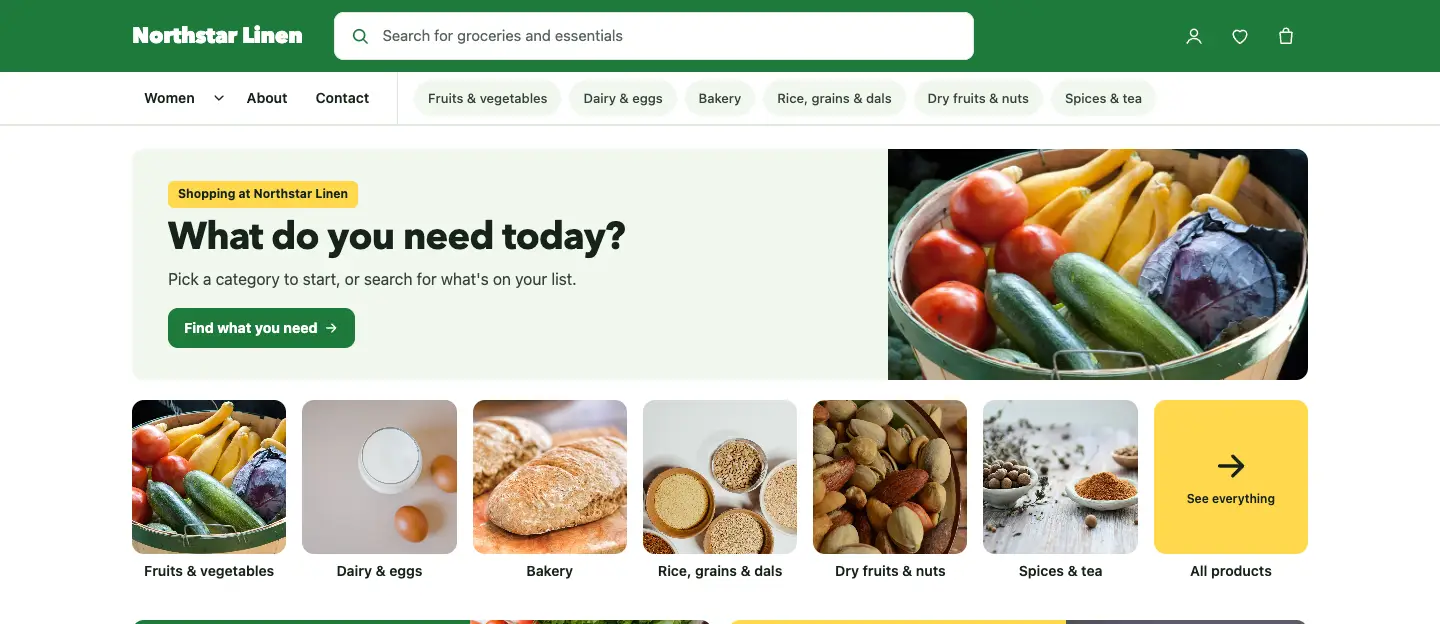 Northstar Linen
Search for groceries and essentials
Women
About
Contact
Fruits & vegetables
Dairy & eggs
Bakery
Rice, grains & dals
Dry fruits & nuts
Spices & tea
Shopping at Northstar Linen
What do you need today?
Pick a category to start, or search for what's on your list.
Find what you need →
See everything
Fruits & vegetables
Dairy & eggs
Bakery
Rice, grains & dals
Dry fruits & nuts
Spices & tea
All products